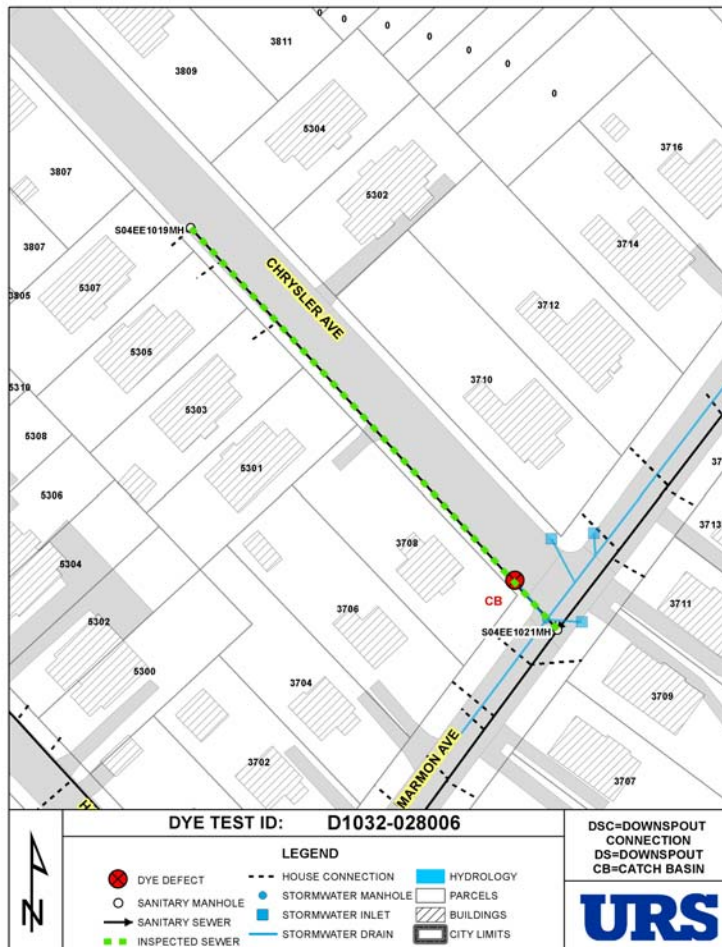 0
0
3811
0
3809
0
0
0
0
5304
3716
3807
5302
3714
S04EE1019MH
3807
CHRYSLER AVE
5307
3805
3712
5305
3710
5310
5303
5308
5301
37
5306
3713
3708
5304
CB
3711
5302
3706
S04EE1021MH
5300
3709
3704
MARMON AVE
3702
3707
H
DYE TEST ID: D1032-028006
DSC=DOWNSPOUT
CONNECTION
DS=DOWNSPOUT
CB=CATCH BASIN
N
LEGEND
DYE DEFECT
SANITARY MANHOLE
SANITARY SEWER
INSPECTED SEWER
HOUSE CONNECTION
STORMWATER MANHOLE
STORMWATER INLET
STORMWATER DRAIN
HYDROLOGY
PARCELS
BUILDINGS
CITY LIMITS
URS